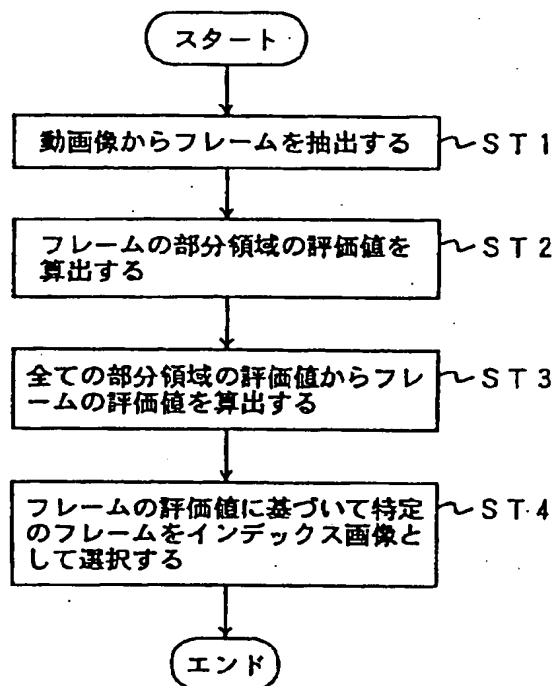 スタート
動画像からフレームを抽出する
ST1
フレームの部分領域の評価値を
ST2
算出する
全ての部分領域の評価値からフレ
ST3
ームの評価値を算出する
フレームの評価値に基づいて特定
ST4
のフレームをインデックス画像と
して選択する
エンド